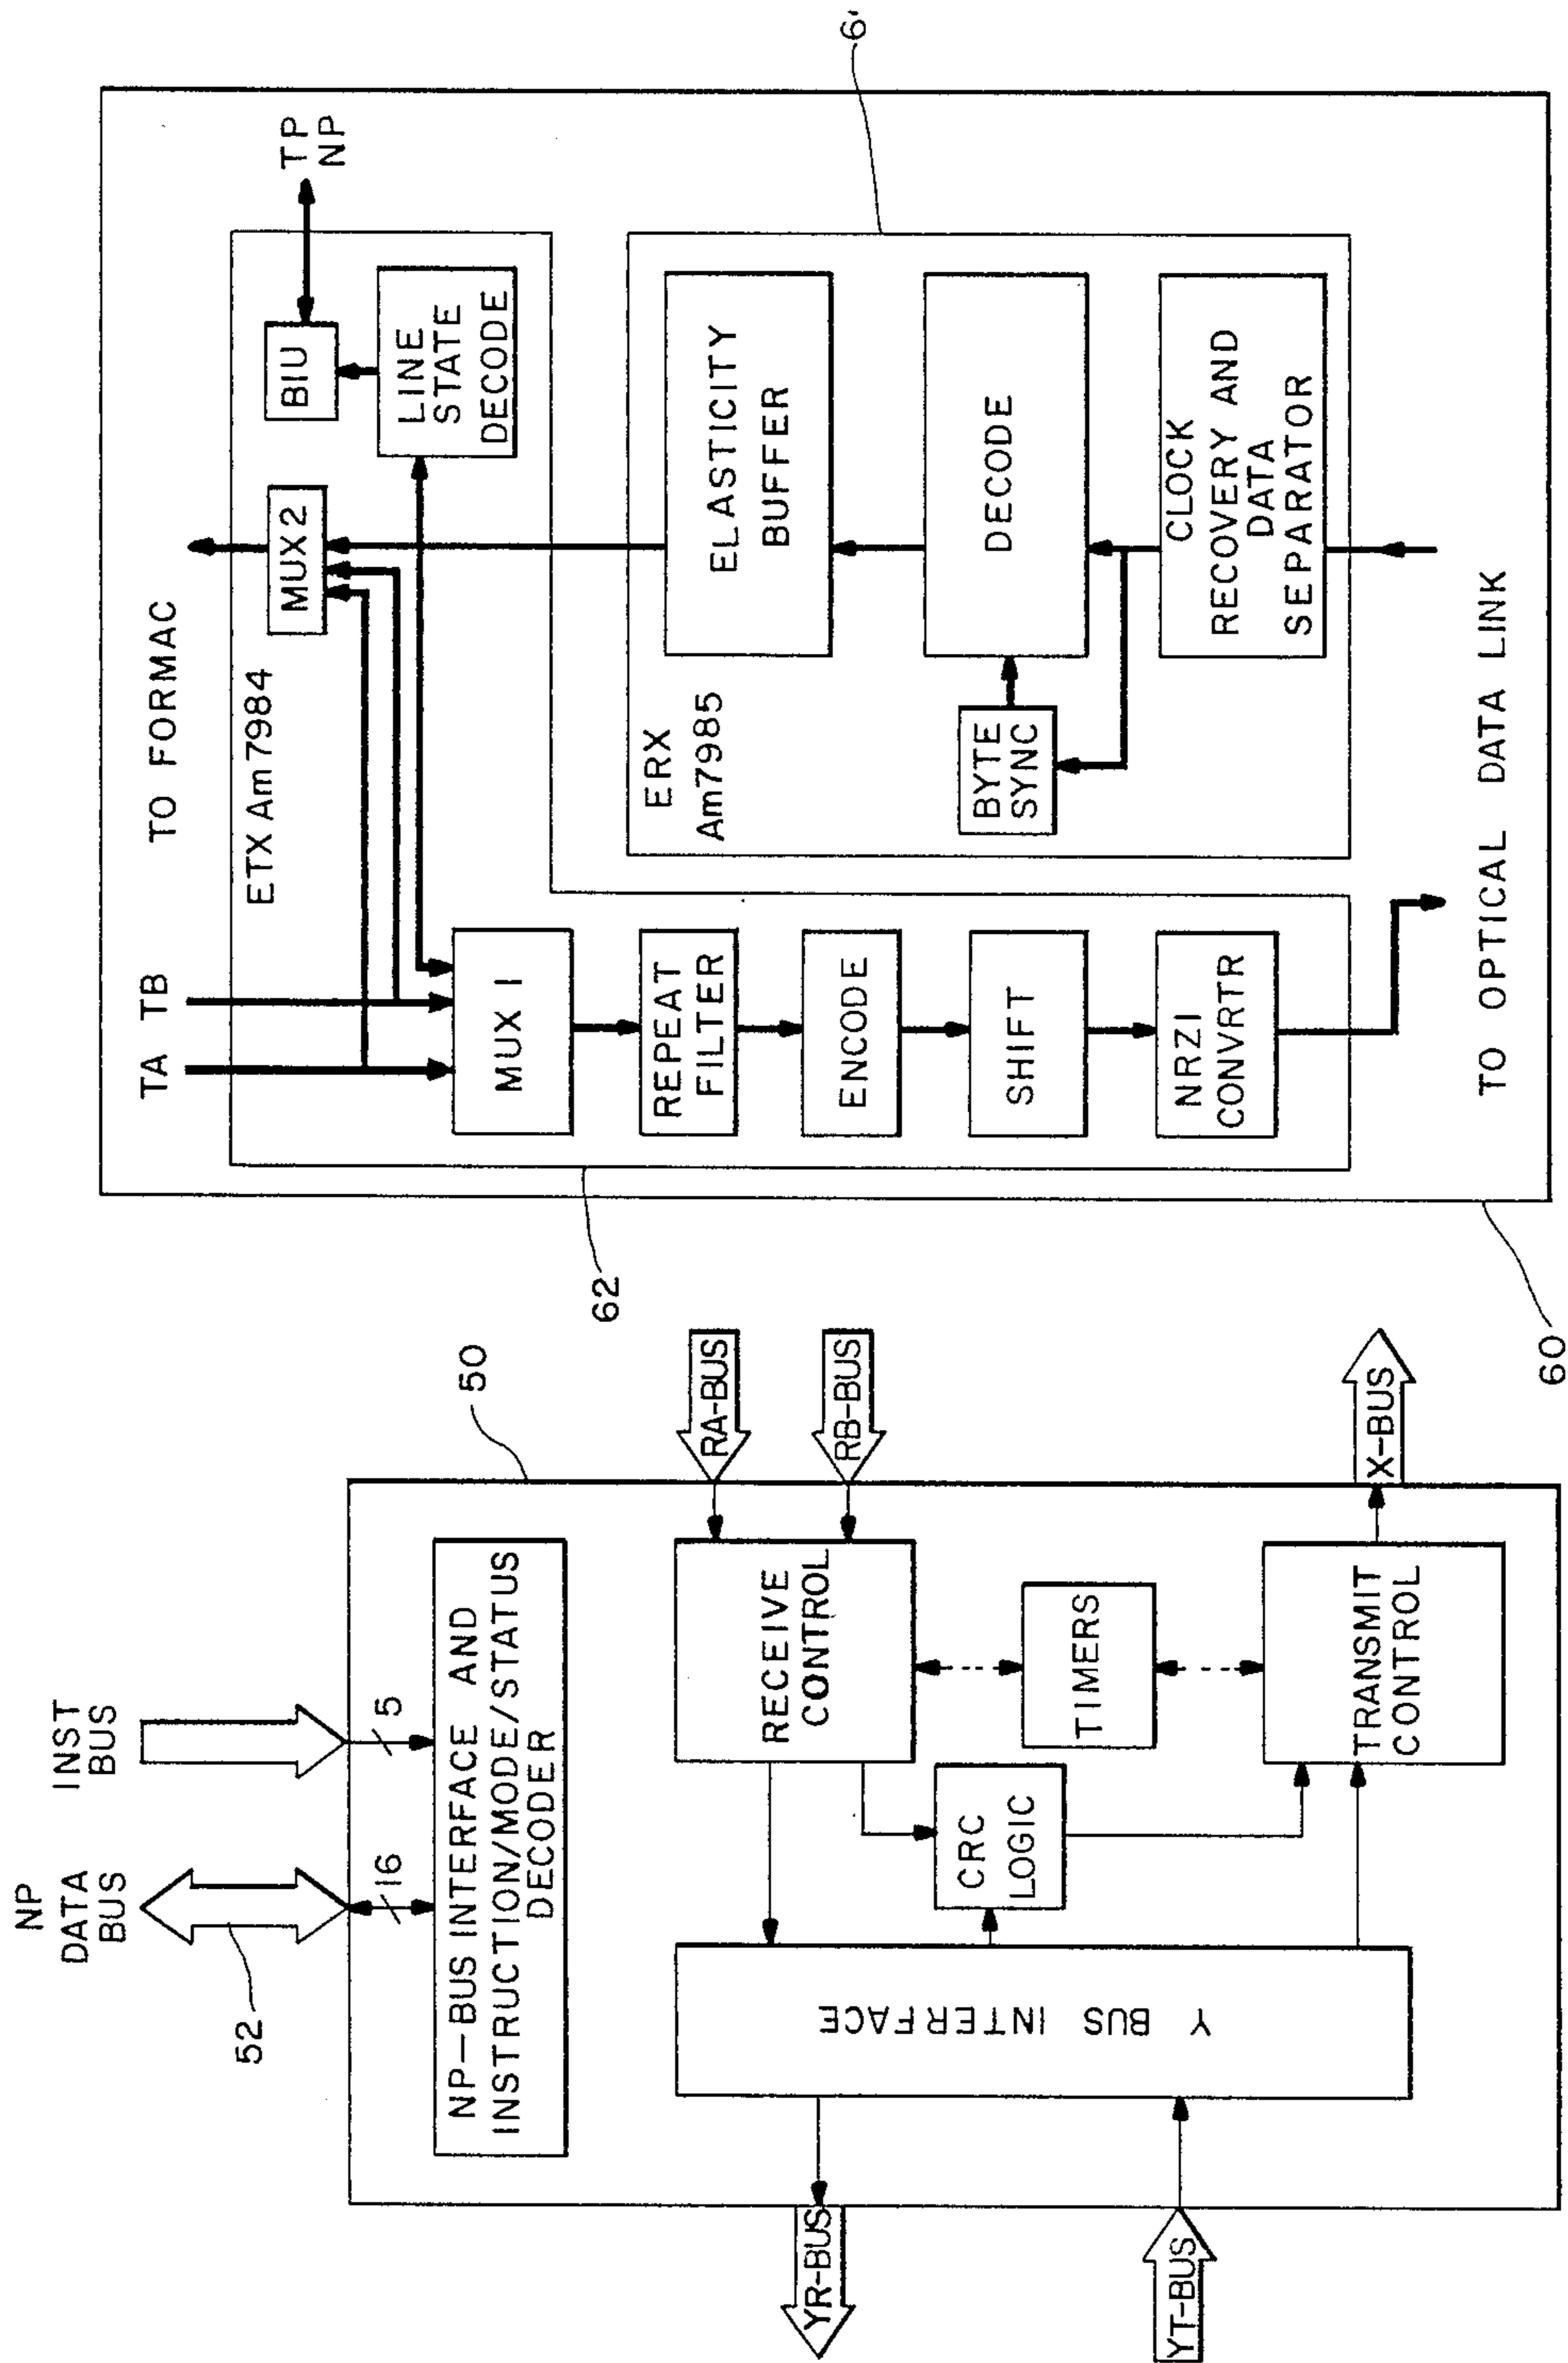 NP
DATA
BUS
INST
BUS
52
16
5
50
NP-BUS INTERFACE AND
INSTRUCTION/MODE/STATUS
DECODER
YR-BUS
YT-BUS
Y BUS INTERFACE
CRC
LOGIC
RECEIVE
CONTROL
TIMERS
TRANSMIT
CONTROL
RA-BUS
RB-BUS
X-BUS
TA TB
TO FORMAC
ETX Am7984
MUX 2
BIU
TP
NP
LINE
STATE
DECODE
MUX 1
REPEAT
FILTER
ENCODE
SHIFT
NRZI
CONVRTR
62
ERX
Am7985
ELASTICITY
BUFFER
BYTE
SYNC
DECODE
CLOCK
RECOVERY AND
DATA
SEPARATOR
TO OPTICAL DATA LINK
60